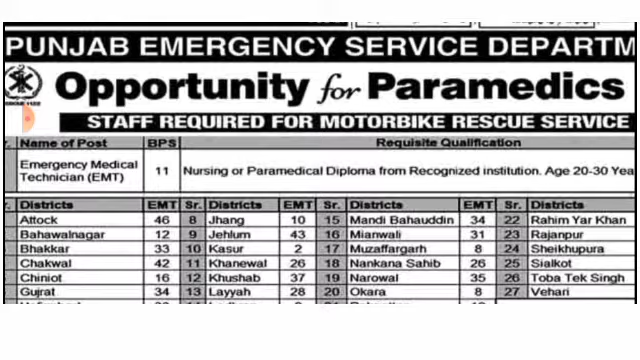 PUNJAB EMERGENCY SERVICE DEPARTM
Opportunity for Paramedics
STAFF REQUIRED FOR MOTORBIKE RESCUE SERVICE
Name of Post BPS Requisite Qualification
Emergency Medical
Technician (EMT) 11 Nursing or Paramedical Diploma from Recognized institution. Age 20-30 Yea
Districts EMT Sr. Districts EMT Sr. Districts EMT Sr. Districts
Attock 46 8 Jhang 10 15 Mandi Bahauddin 34 22 Rahim Yar Khan
Bahawalnagar 12 9 Jehlum 43 16 Mianwali 31 23 Rajanpur
Bhakkar 33 10 Kasur 2 17 Muzaffargarh 8 24 Sheikhupura
Chakwal 42 11 Khanewal 26 18 Nankana Sahib 26 25 Sialkot
Chiniot 16 12 Khushab 37 19 Narowal 35 26 Toba Tek Singh
Gujrat 34 13 Layyah 28 20 Okara 8 27 Vehari